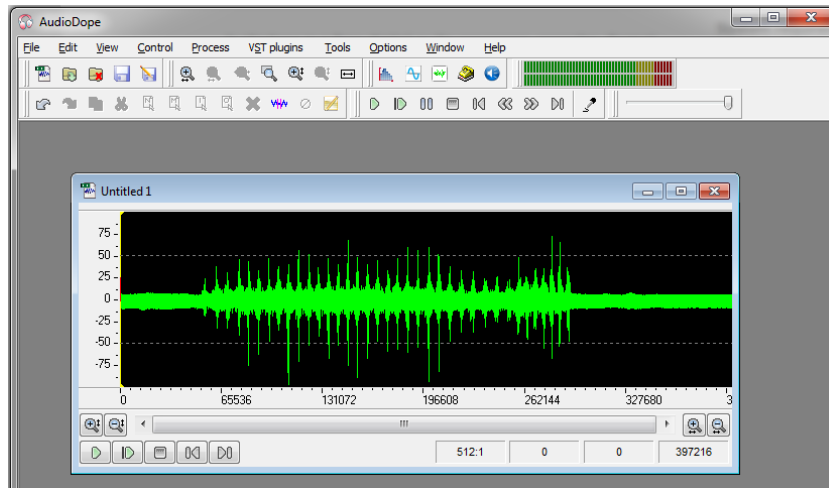 AudioDope
File Edit View Control Process VST plugins Tools Options Window Help
Untitled 1
75
50
25
0
-25
-50
-75
0 65536 131072 196608 262144 327680 3
512:1 0 0 397216